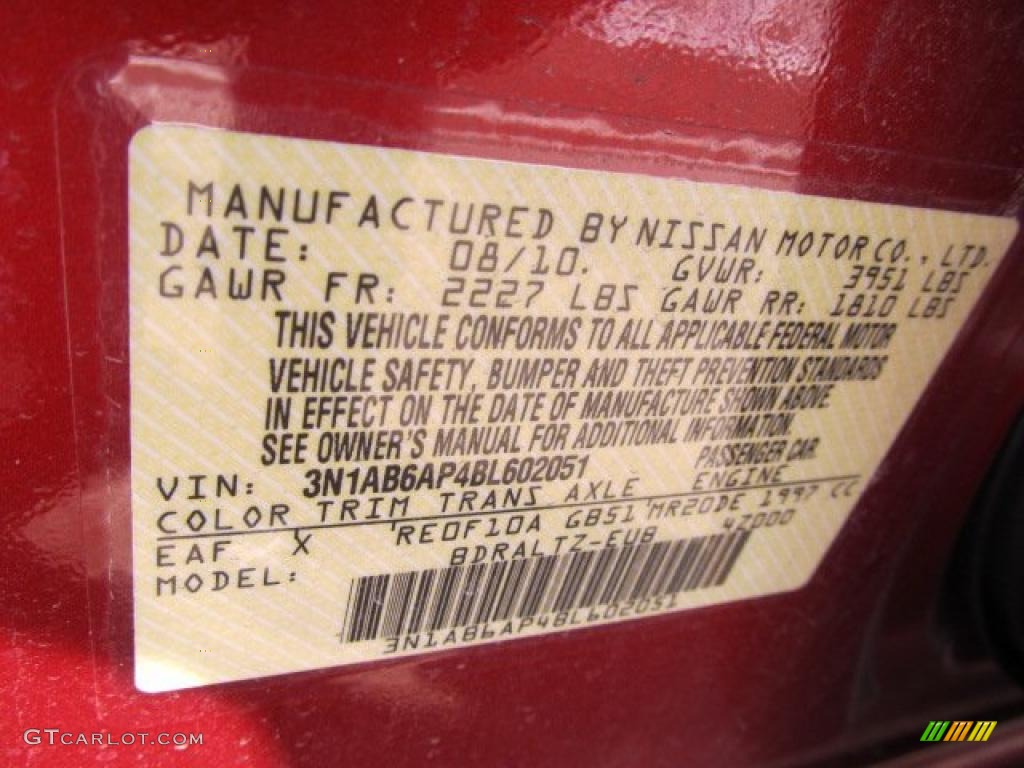 MANUFACTURED BY NISSAN MOTOR CO., LTD.
DATE: 08/10. GVWR: 3951 LBS
GAWR FR: 2227 LBS GAWR RR: 1810 LBS
THIS VEHICLE CONFORMS TO ALL APPLICABLE FEDERAL MOTOR
VEHICLE SAFETY, BUMPER AND THEFT PREVENTION STANDARDS
IN EFFECT ON THE DATE OF MANUFACTURE SHOWN ABOVE
SEE OWNER'S MANUAL FOR ADDITIONAL INFORMATION.
VIN: 3N1AB6AP4BL602051 PASSENGER CAR.
COLOR TRIM TRANS AXLE ENGINE
EAF X RE0F10A GB51 MR20DE 1997 CC
MODEL: BDRALTZ-EUB 4Z000
3N1AB6AP4BL602051
GTCARLOT.COM